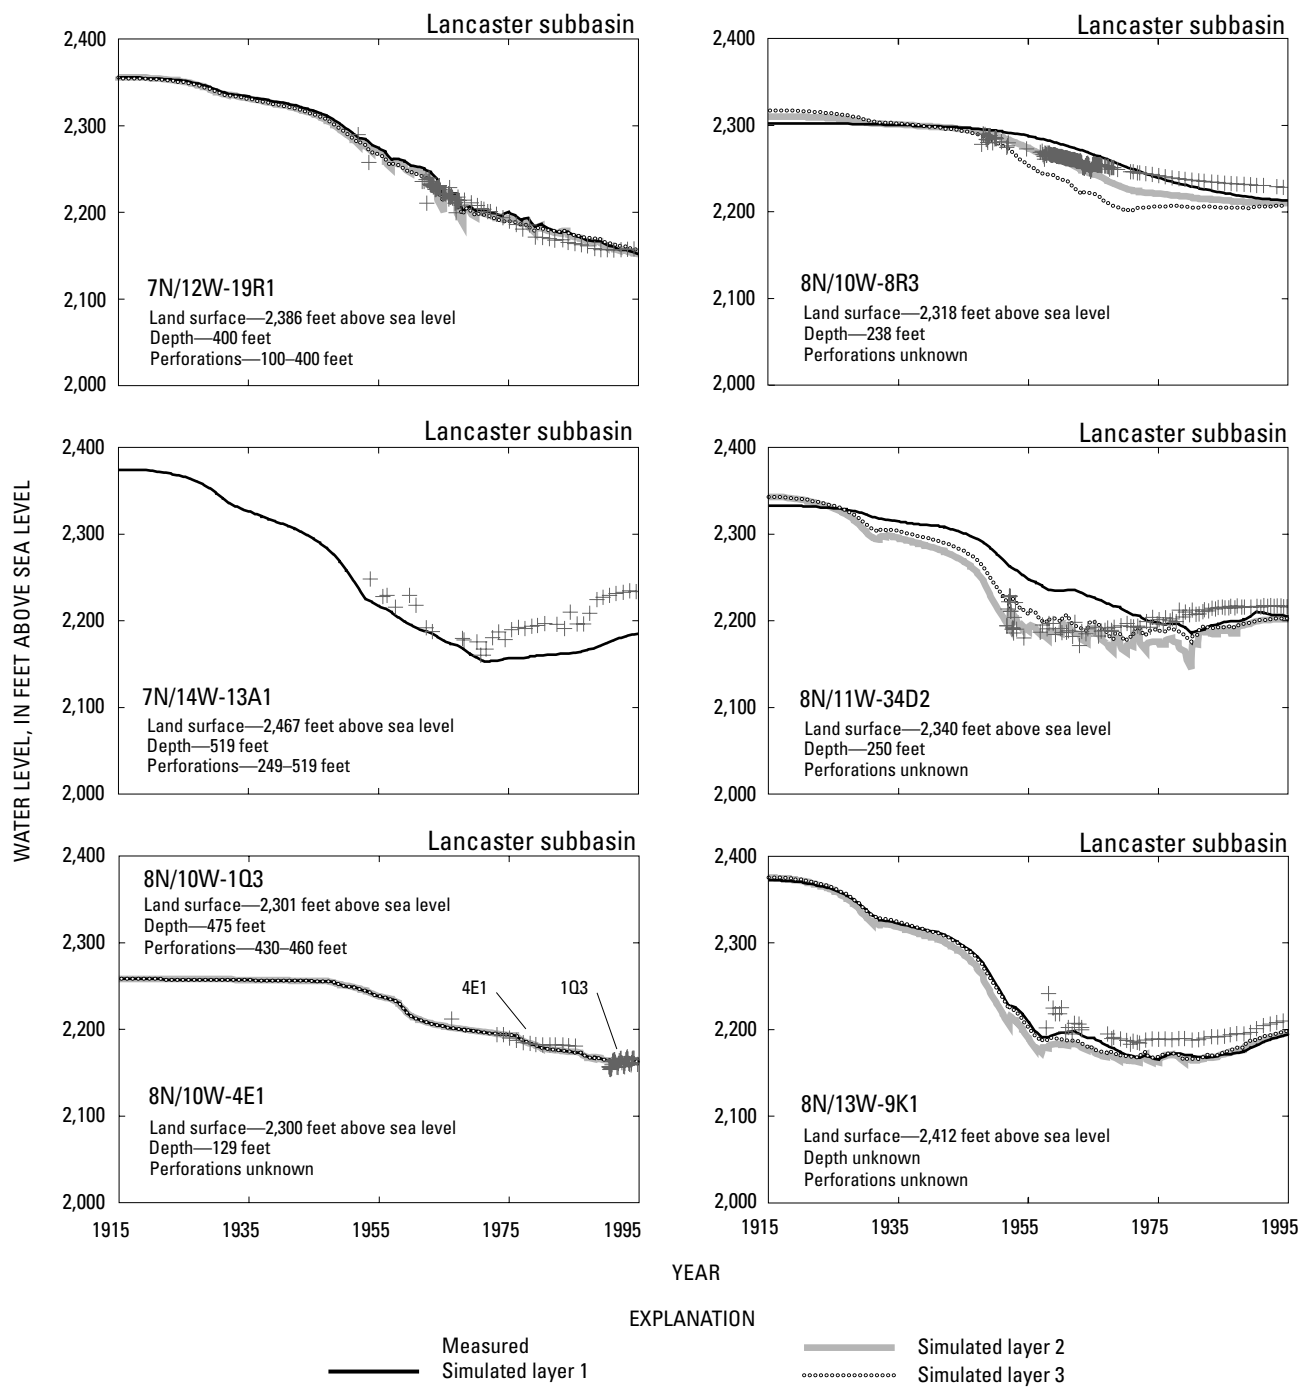 Lancaster subbasin
2,400
2,300
2,200
2,100
2,000
7N/12W-19R1
Land surface—2,386 feet above sea level
Depth—400 feet
Perforations—100–400 feet
Lancaster subbasin
2,400
2,300
2,200
2,100
2,000
8N/10W-8R3
Land surface—2,318 feet above sea level
Depth—238 feet
Perforations unknown
WATER LEVEL, IN FEET ABOVE SEA LEVEL
Lancaster subbasin
2,400
2,300
2,200
2,100
2,000
7N/14W-13A1
Land surface—2,467 feet above sea level
Depth—519 feet
Perforations—249–519 feet
Lancaster subbasin
2,400
2,300
2,200
2,100
2,000
8N/11W-34D2
Land surface—2,340 feet above sea level
Depth—250 feet
Perforations unknown
Lancaster subbasin
2,400
2,300
2,200
2,100
2,000
8N/10W-1Q3
Land surface—2,301 feet above sea level
Depth—475 feet
Perforations—430–460 feet
4E1
1Q3
8N/10W-4E1
Land surface—2,300 feet above sea level
Depth—129 feet
Perforations unknown
1915 1935 1955 1975 1995
Lancaster subbasin
2,400
2,300
2,200
2,100
2,000
8N/13W-9K1
Land surface—2,412 feet above sea level
Depth unknown
Perforations unknown
1915 1935 1955 1975 1995
YEAR
EXPLANATION
Measured
Simulated layer 1
Simulated layer 2
Simulated layer 3